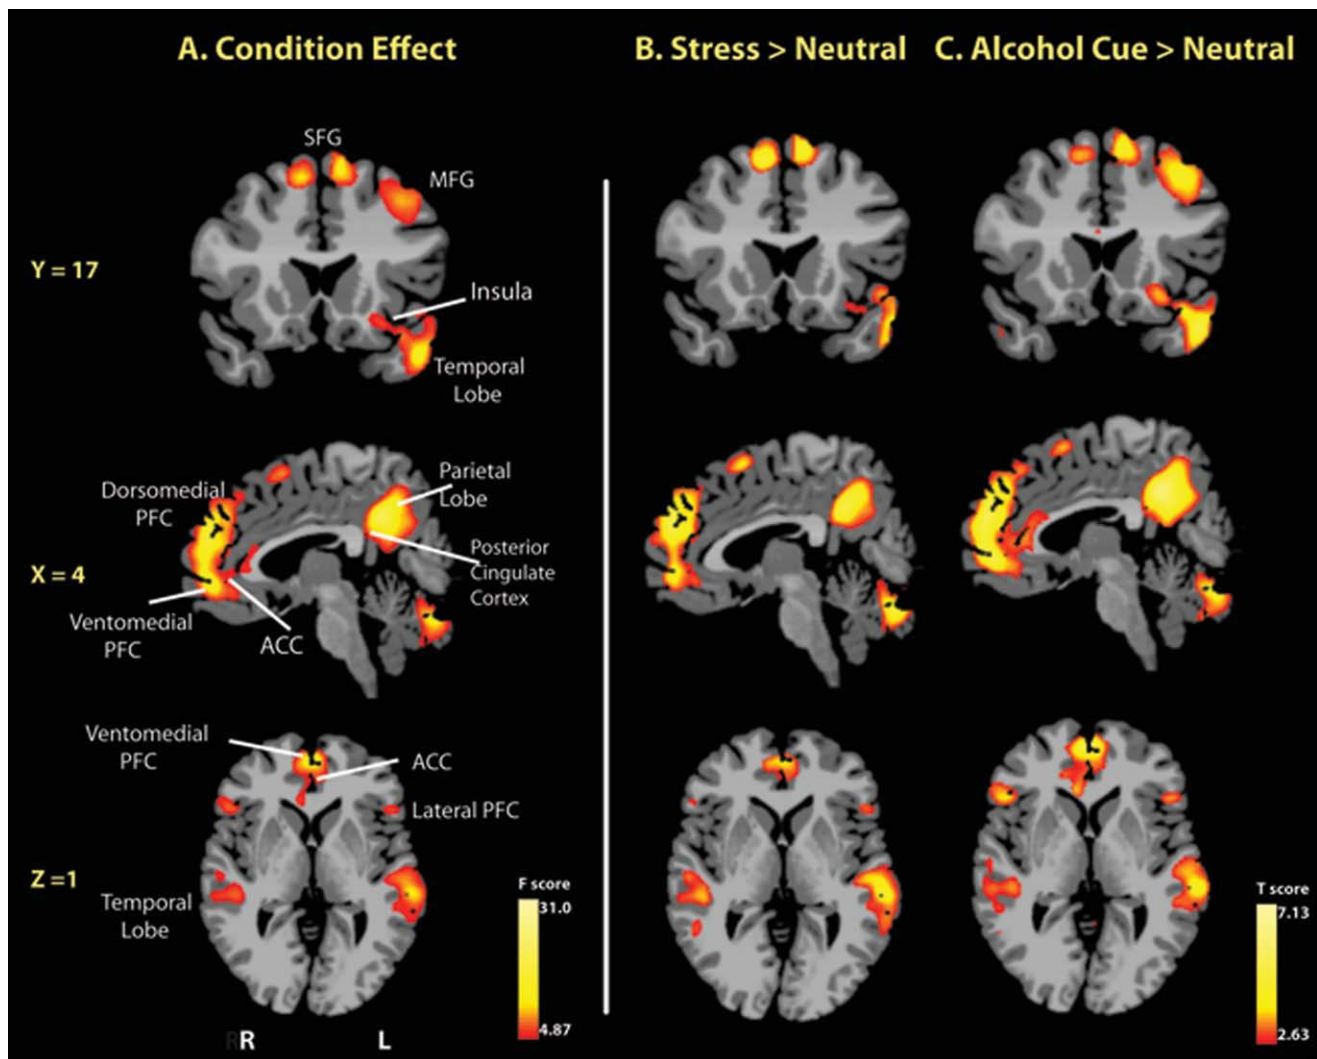 A. Condition Effect
B. Stress > Neutral
C. Alcohol Cue > Neutral
SFG
MFG
Y = 17
Insula
Temporal
Lobe
Dorsomedial
PFC
Parietal
Lobe
X = 4
Posterior
Cingulate
Cortex
Ventomedial
PFC
ACC
Ventomedial
PFC
ACC
Lateral PFC
Z =1
Temporal
Lobe
F score
31.0
4.87
T score
7.13
2.63
RR
L